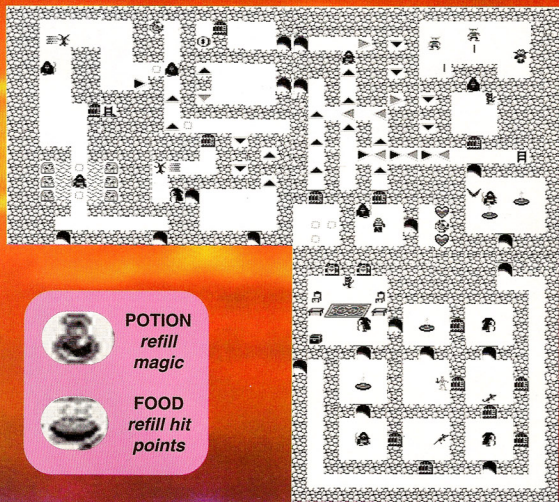 POTION
refill
magic
FOOD
refill hit
points